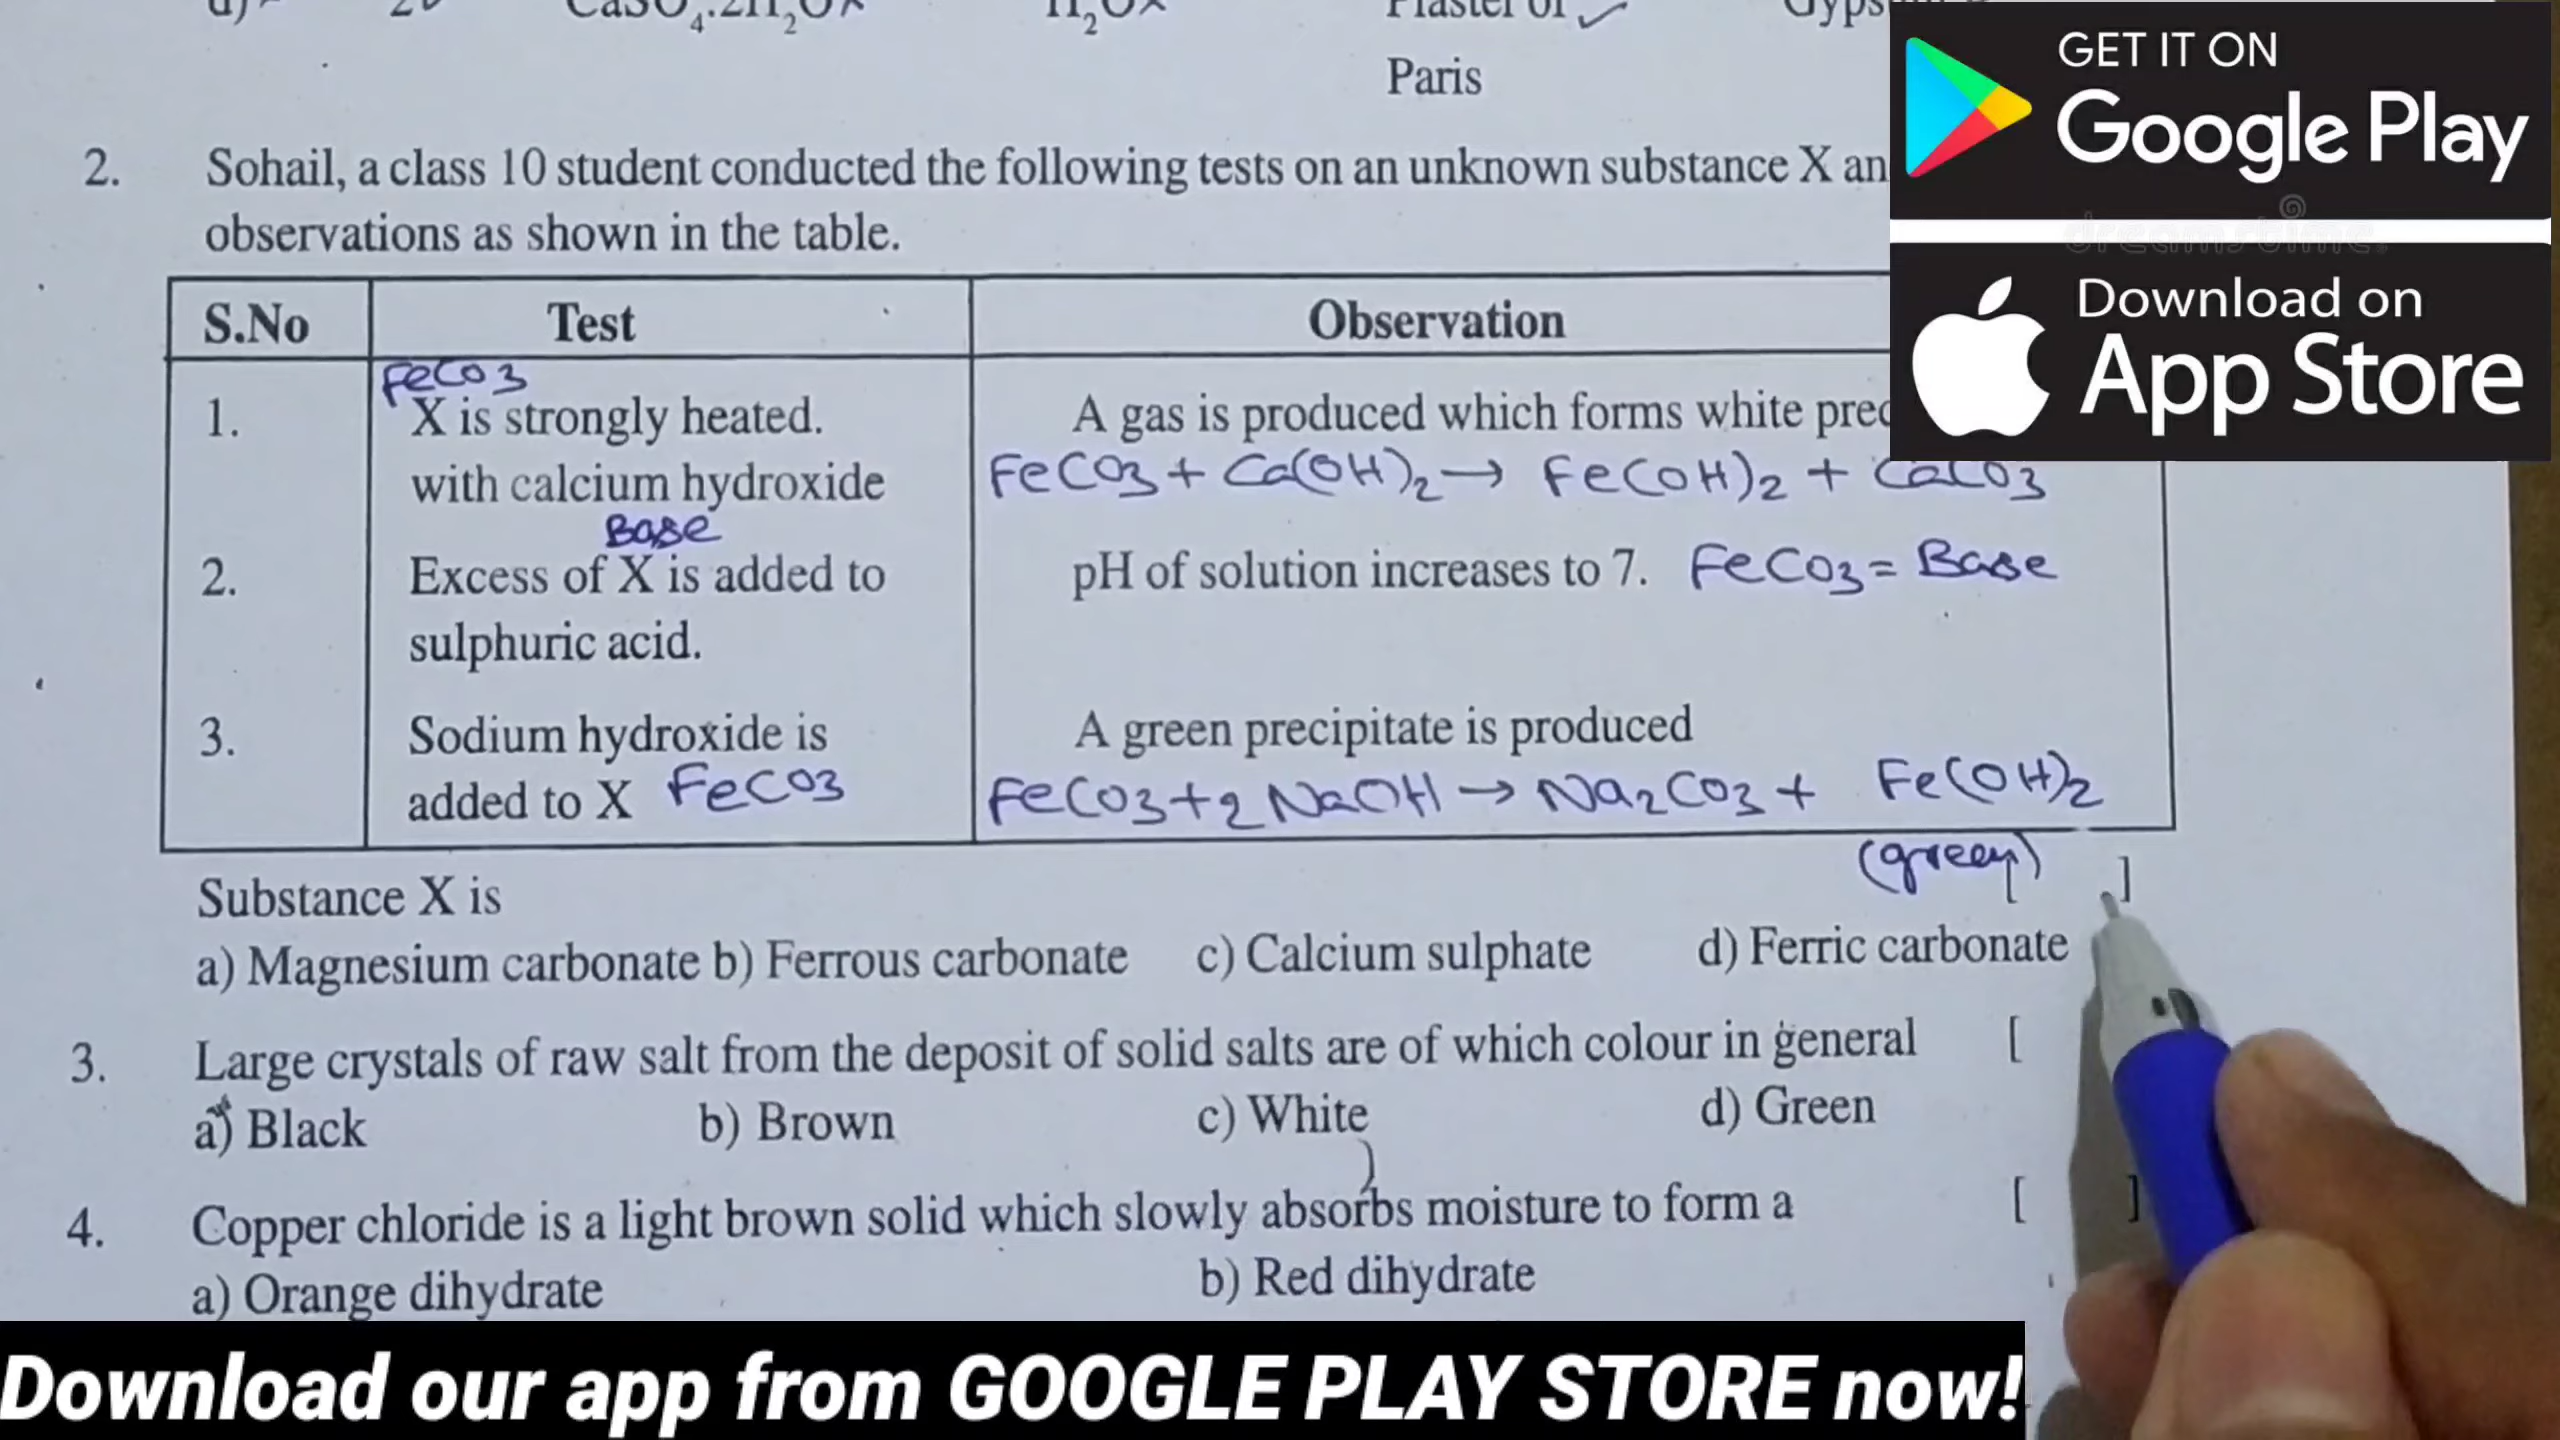 d) 20 CaSO4.2H2O× H2O× Plaster of ✓
Paris
GET IT ON
Google Play
dreamstime.
Download on
App Store
2. Sohail, a class 10 student conducted the following tests on an unknown substance X an
observations as shown in the table.
S.No Test Observation
FeCO3
1. X is strongly heated. A gas is produced which forms white
with calcium hydroxide FeCO3 + Ca(OH)2 → Fe(OH)2 + CaCO3
Base
2. Excess of X is added to pH of solution increases to 7. FeCO3 = Base
sulphuric acid.
3. Sodium hydroxide is A green precipitate is produced
added to X FeCO3 FeCO3 + 2 NaOH → Na2CO3 + Fe(OH)2
(green)
Substance X is [ ]
a) Magnesium carbonate b) Ferrous carbonate c) Calcium sulphate d) Ferric carbonate
3. Large crystals of raw salt from the deposit of solid salts are of which colour in general [
a) Black b) Brown c) White d) Green
4. Copper chloride is a light brown solid which slowly absorbs moisture to form a [ ]
a) Orange dihydrate b) Red dihydrate
Download our app from GOOGLE PLAY STORE now!